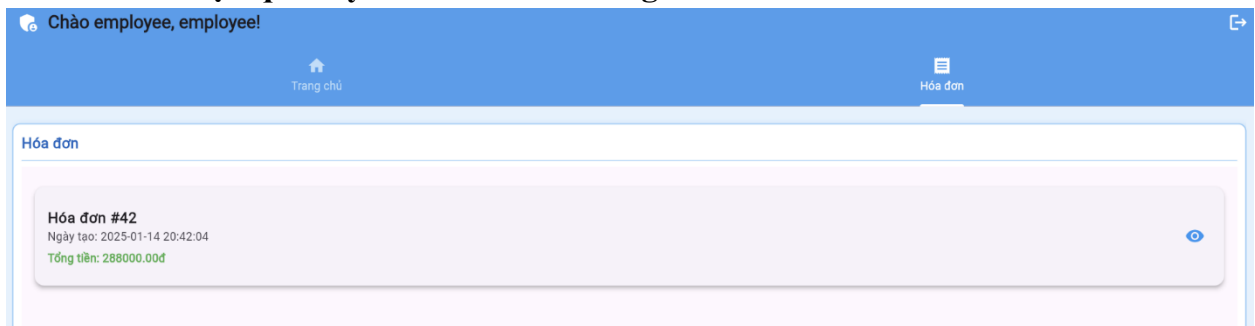 Chào employee, employee!
Trang chủ
Hóa đơn
Hóa đơn
Hóa đơn #42
Ngày tạo: 2025-01-14 20:42:04
Tổng tiền: 288000.00đ